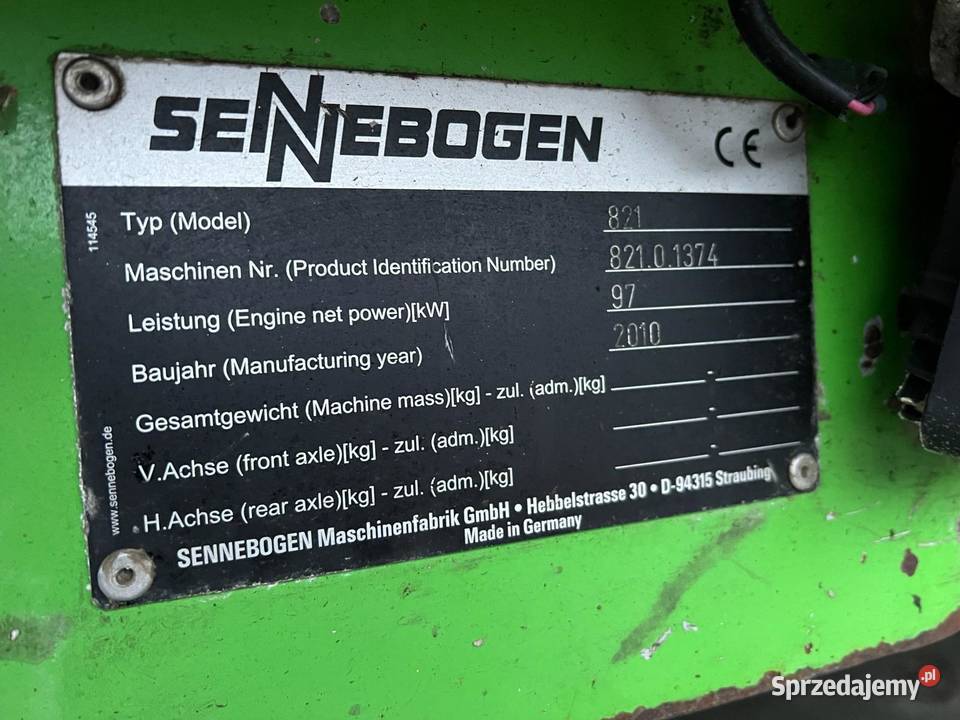 SENNEBOGEN CE
114545
Typ (Model) 821
Maschinen Nr. (Product Identification Number) 821.0.1374
Leistung (Engine net power)[kW] 97
Baujahr (Manufacturing year) 2010
Gesamtgewicht (Machine mass)[kg] - zul. (adm.)[kg] -
V.Achse (front axle)[kg] - zul. (adm.)[kg] -
H.Achse (rear axle)[kg] - zul. (adm.)[kg] -
www.sennebogen.de
SENNEBOGEN Maschinenfabrik GmbH • Hebbelstrasse 30 • D-94315 Straubing
Made in Germany
Sprzedajemy.pl